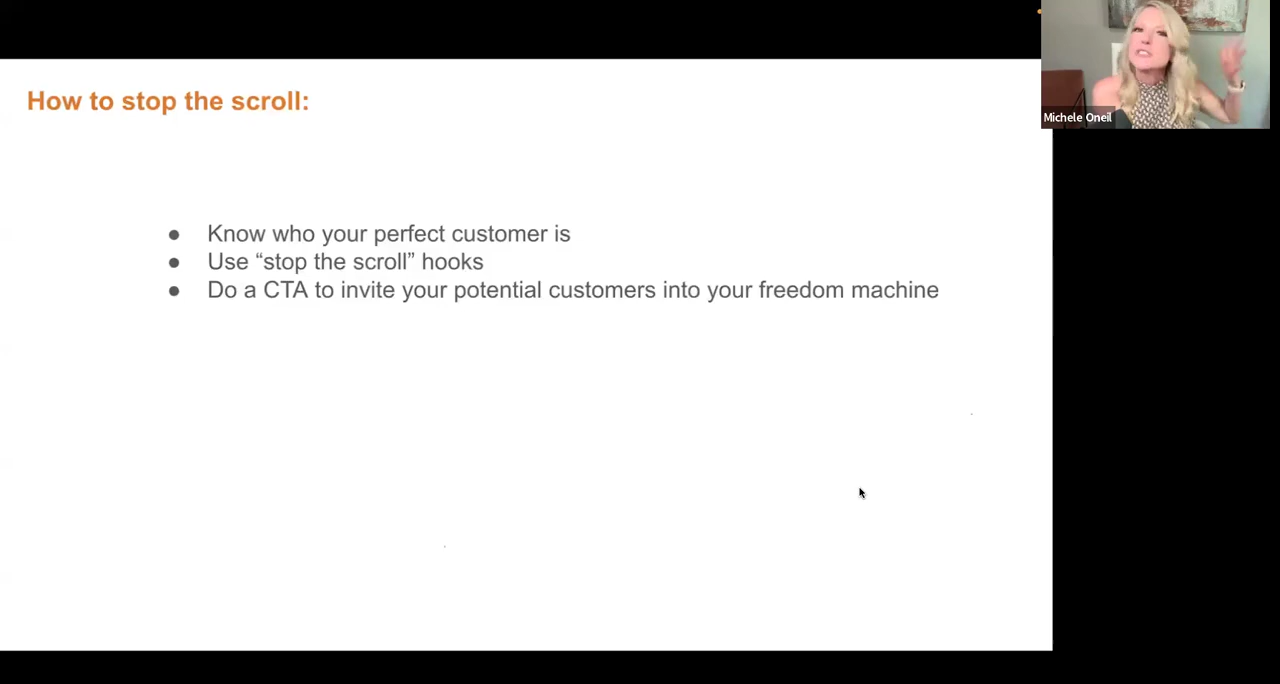 How to stop the scroll:
● Know who your perfect customer is
● Use “stop the scroll” hooks
● Do a CTA to invite your potential customers into your freedom machine
Michele Oneil